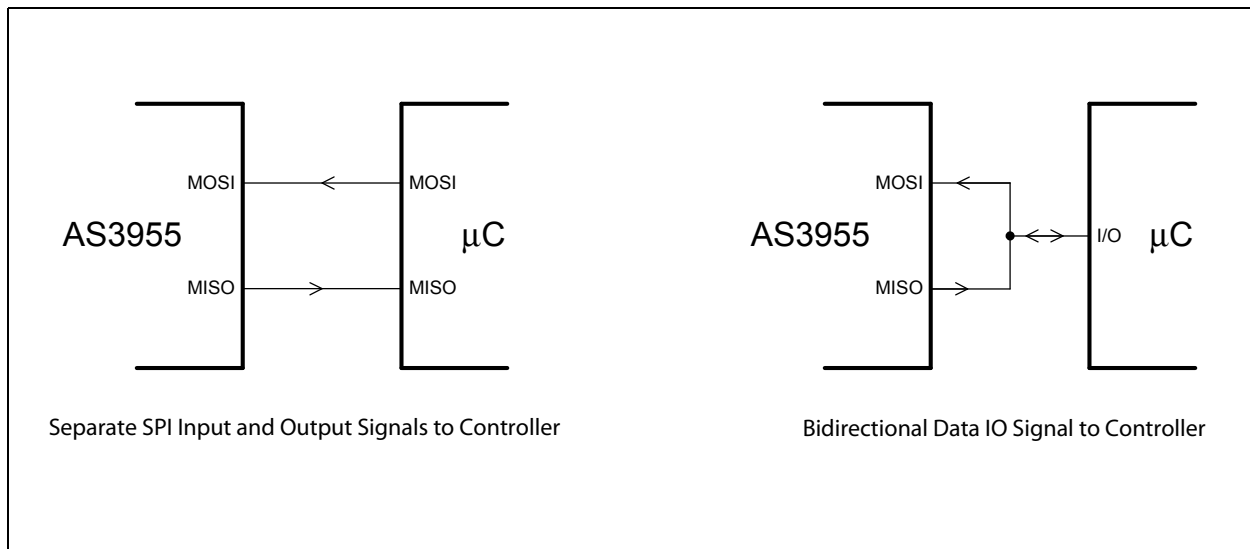 MOSI
MOSI
AS3955
μC
MISO
MISO
Separate SPI Input and Output Signals to Controller
MOSI
AS3955
I/O
μC
MISO
Bidirectional Data IO Signal to Controller